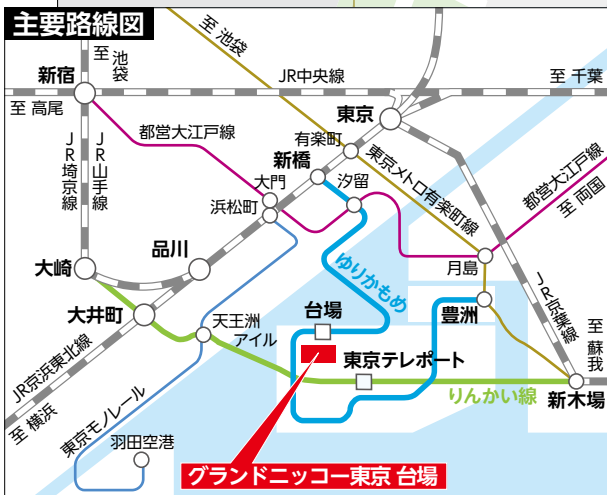 主要路線図
至 池袋
至 池袋
新宿
JR中央線
至 千葉
至 高尾
東京
都営大江戸線
有楽町
新橋
東京メトロ有楽町線
都営大江戸線
至 両国
JR埼京線
JR山手線
大門
汐留
浜松町
品川
月島
大崎
ゆりかもめ
JR京葉線
至 蘇我
大井町
台場
豊洲
天王洲
アイル
東京テレポート
JR京浜東北線
至 横浜
りんかい線
新木場
東京モノレール
羽田空港
グランドニッコー東京 台場